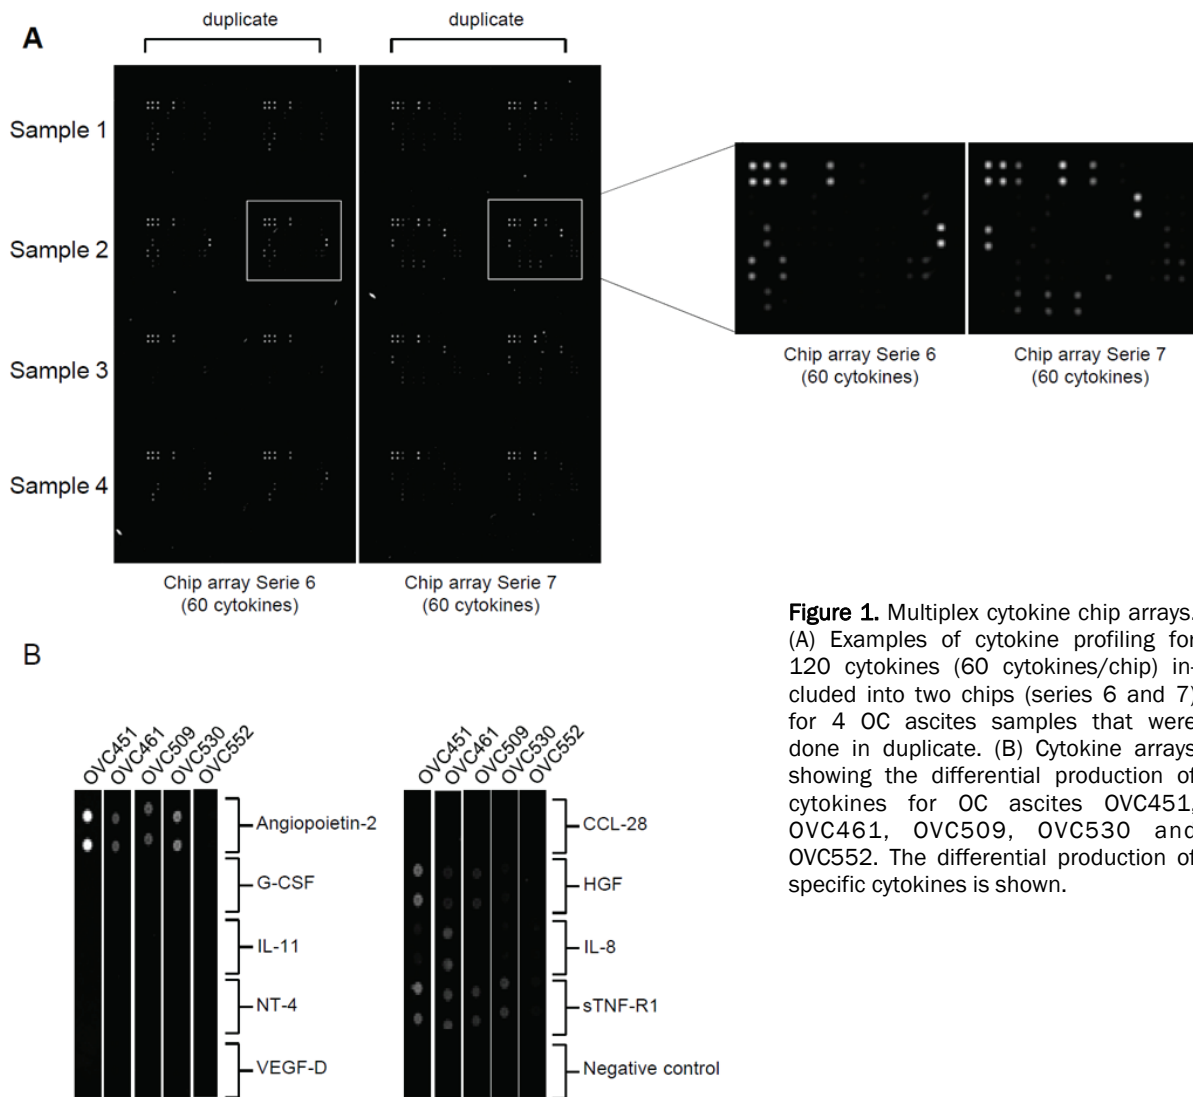 A
duplicate
duplicate
Sample 1
Sample 2
Sample 3
Sample 4
Chip array Serie 6
(60 cytokines)
Chip array Serie 7
(60 cytokines)
Chip array Serie 6
(60 cytokines)
Chip array Serie 7
(60 cytokines)
B
OVC451
OVC461
OVC509
OVC530
OVC552
Angiopoietin-2
G-CSF
IL-11
NT-4
VEGF-D
OVC451
OVC461
OVC509
OVC530
OVC552
CCL-28
HGF
IL-8
sTNF-R1
Negative control
Figure 1. Multiplex cytokine chip arrays.
(A) Examples of cytokine profiling for
120 cytokines (60 cytokines/chip) in-
cluded into two chips (series 6 and 7)
for 4 OC ascites samples that were
done in duplicate. (B) Cytokine arrays
showing the differential production of
cytokines for OC ascites OVC451,
OVC461, OVC509, OVC530 and
OVC552. The differential production of
specific cytokines is shown.